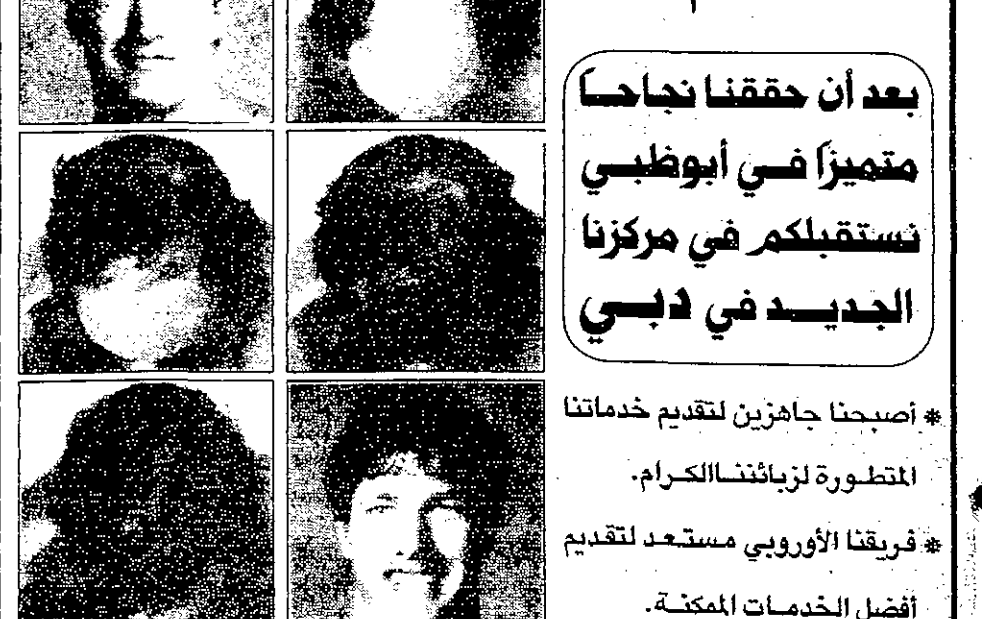 بعد أن حققنا نجاحاً
متميزاً في أبوظبي
نستقبلكم في مركزنا
الجديد في دبي
* أصبحنا جاهزين لتقديم خدماتنا
المتطورة لزبائننا الكرام.
* فريقنا الأوروبي مستعد لتقديم
أفضل الخدمات الممكنة.